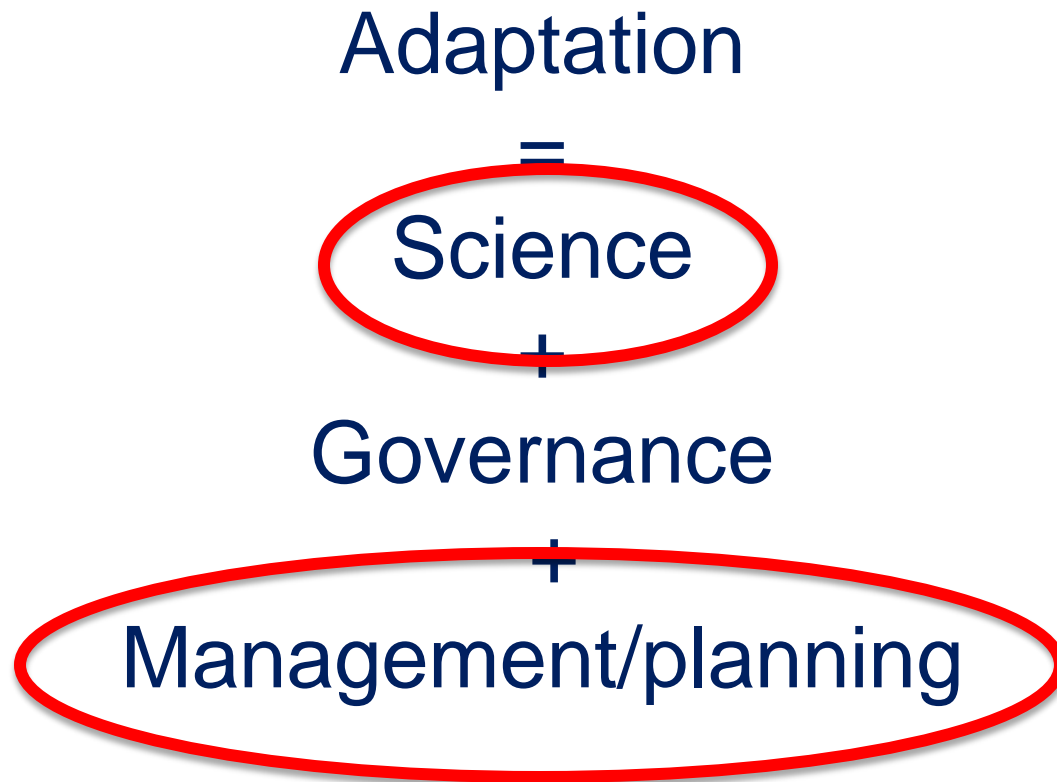 Adaptation
=
Science
+
Governance
+
Management/planning